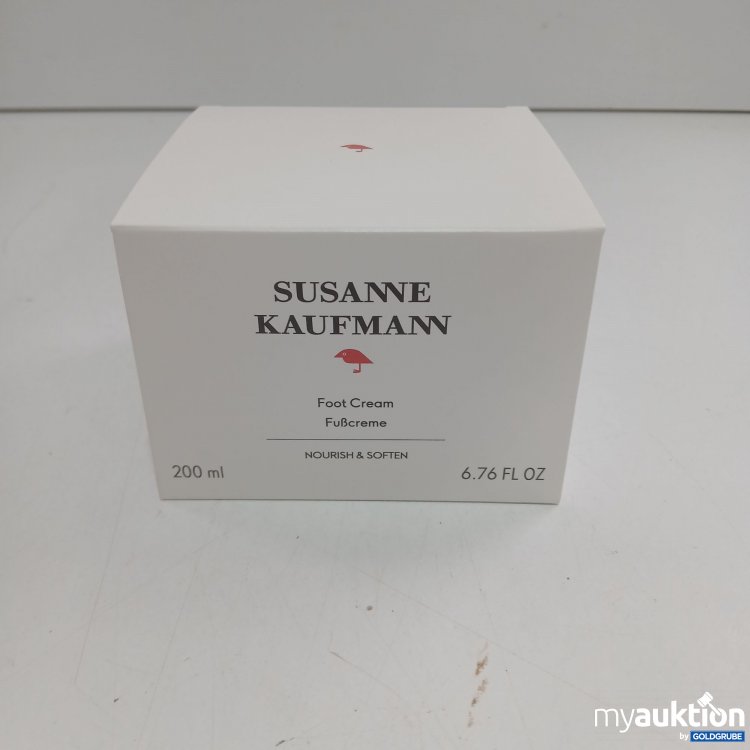 SUSANNE
KAUFMANN
Foot Cream
Fußcreme
NOURISH & SOFTEN
200 ml 6.76 FL OZ
myauktion
by GOLDGRUBE